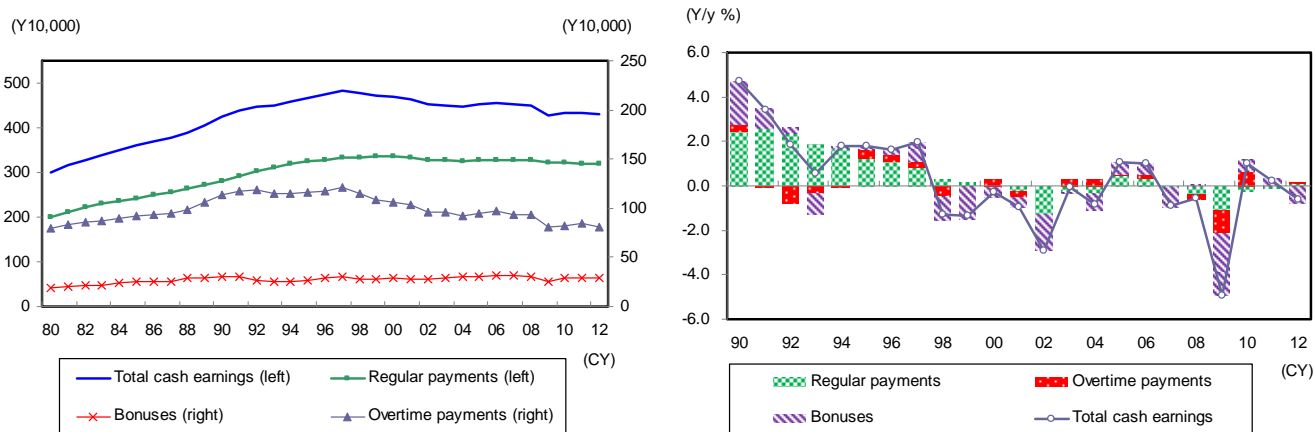 (Y10,000)
(Y10,000)
500
400
300
200
100
0
250
200
150
100
50
0
80 82 84 86 88 90 92 94 96 98 00 02 04 06 08 10 12
(CY)
Total cash earnings (left)
Regular payments (left)
Bonuses (right)
Overtime payments (right)
(Y/y %)
6.0
4.0
2.0
0.0
-2.0
-4.0
-6.0
90 92 94 96 98 00 02 04 06 08 10 12
(CY)
Regular payments
Overtime payments
Bonuses
Total cash earnings